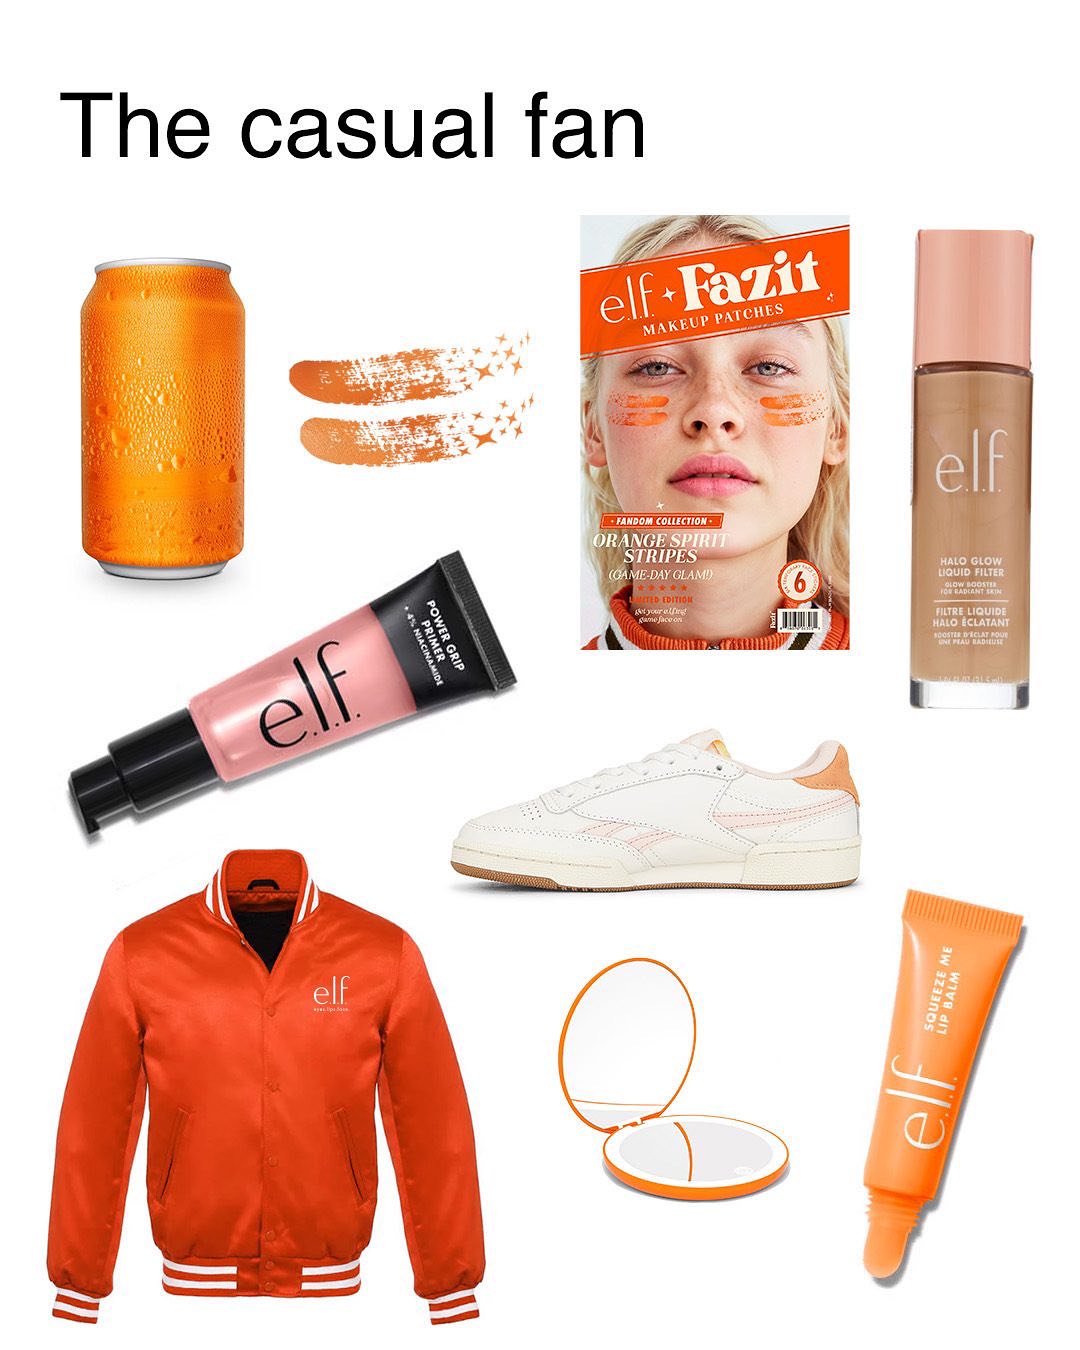 The casual fan
e.l.f. Fazit
MAKEUP PATCHES
FANDOM COLLECTION
ORANGE SPIRIT
STRIPES
(GAME-DAY GLAM!)
LIMITED EDITION
get your e.l.fing
game face on
6
Fazit
e.l.f.
HALO GLOW
LIQUID FILTER
GLOW BOOSTER
FOR RADIANT SKIN
FILTRE LIQUIDE
HALO ÉCLATANT
BOOSTER D'ÉCLAT POUR
UNE PEAU RADIEUSE
POWER GRIP
PRIMER
+ 4% NIACINAMIDE
e.l.f.
e.l.f.
eyes.lips.face.
SQUEEZE ME
LIP BALM
e.l.f.